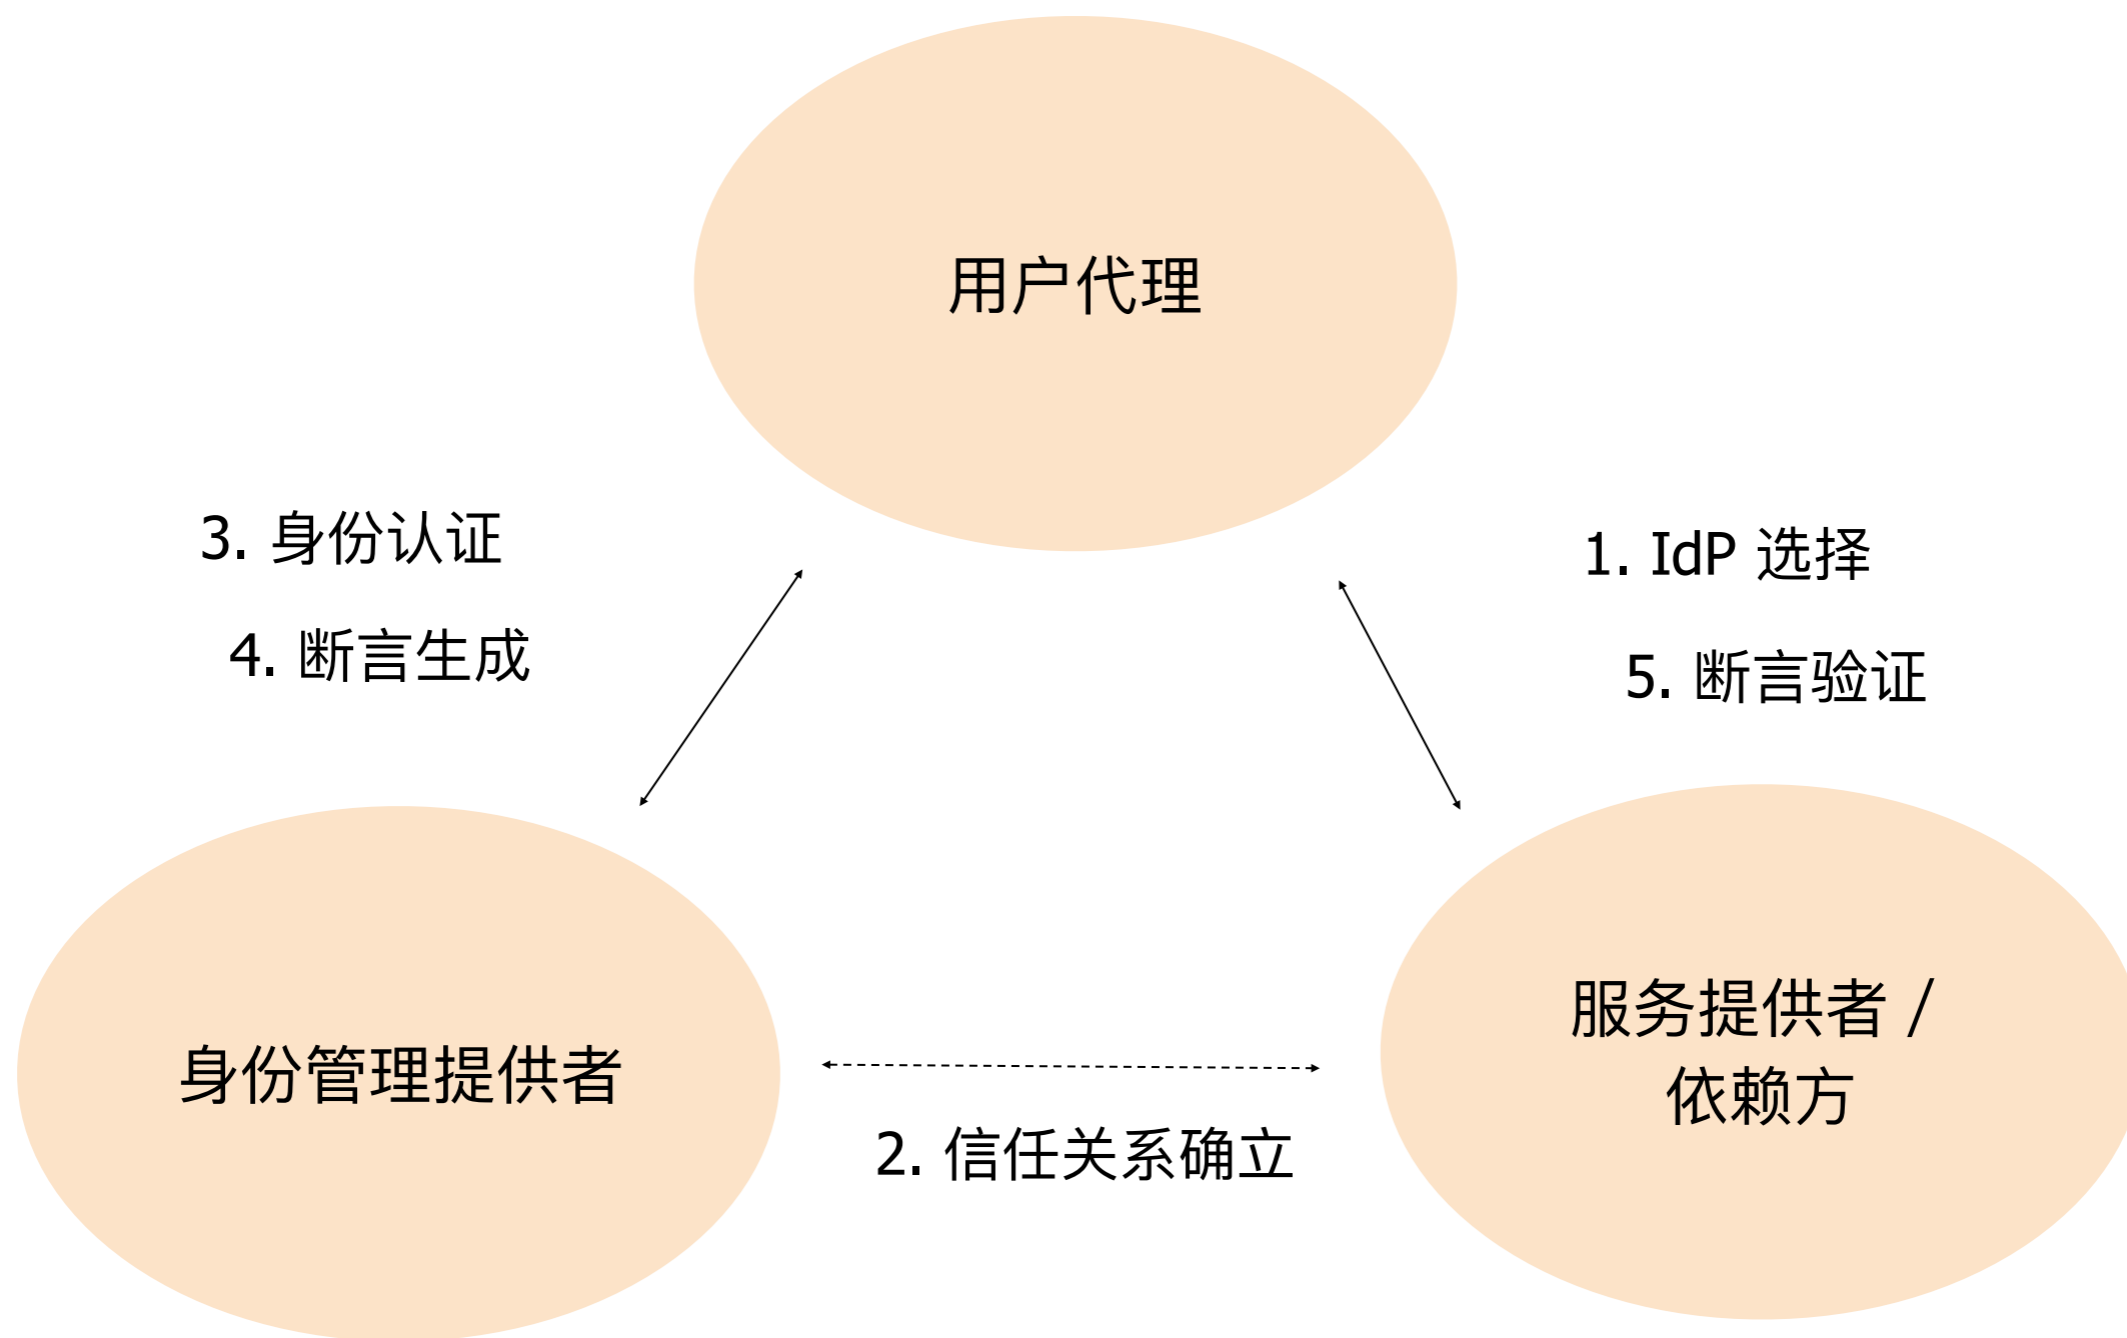 用户代理
3. 身份认证
4. 断言生成
1. IdP 选择
5. 断言验证
身份管理提供者
服务提供者 /
依赖方
2. 信任关系确立